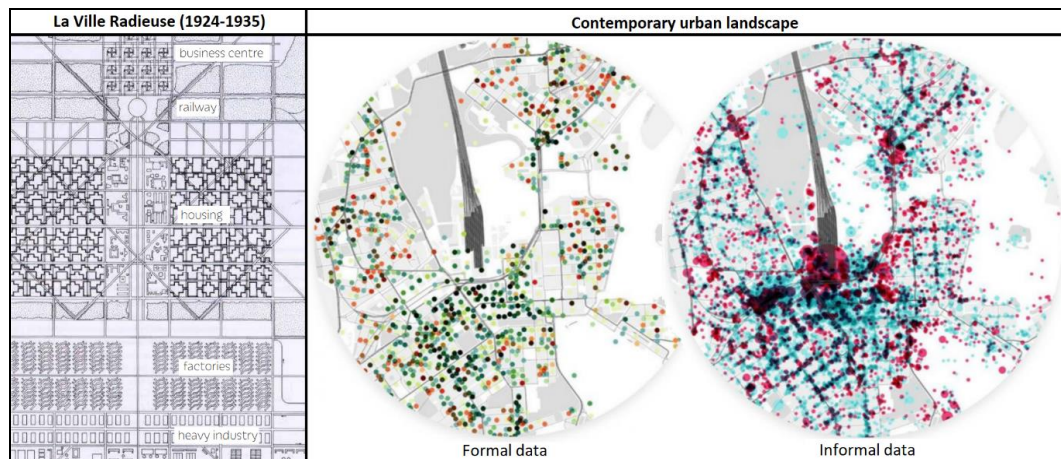 La Ville Radieuse (1924-1935)
Contemporary urban landscape
business centre
railway
housing
factories
heavy industry
Formal data
Informal data